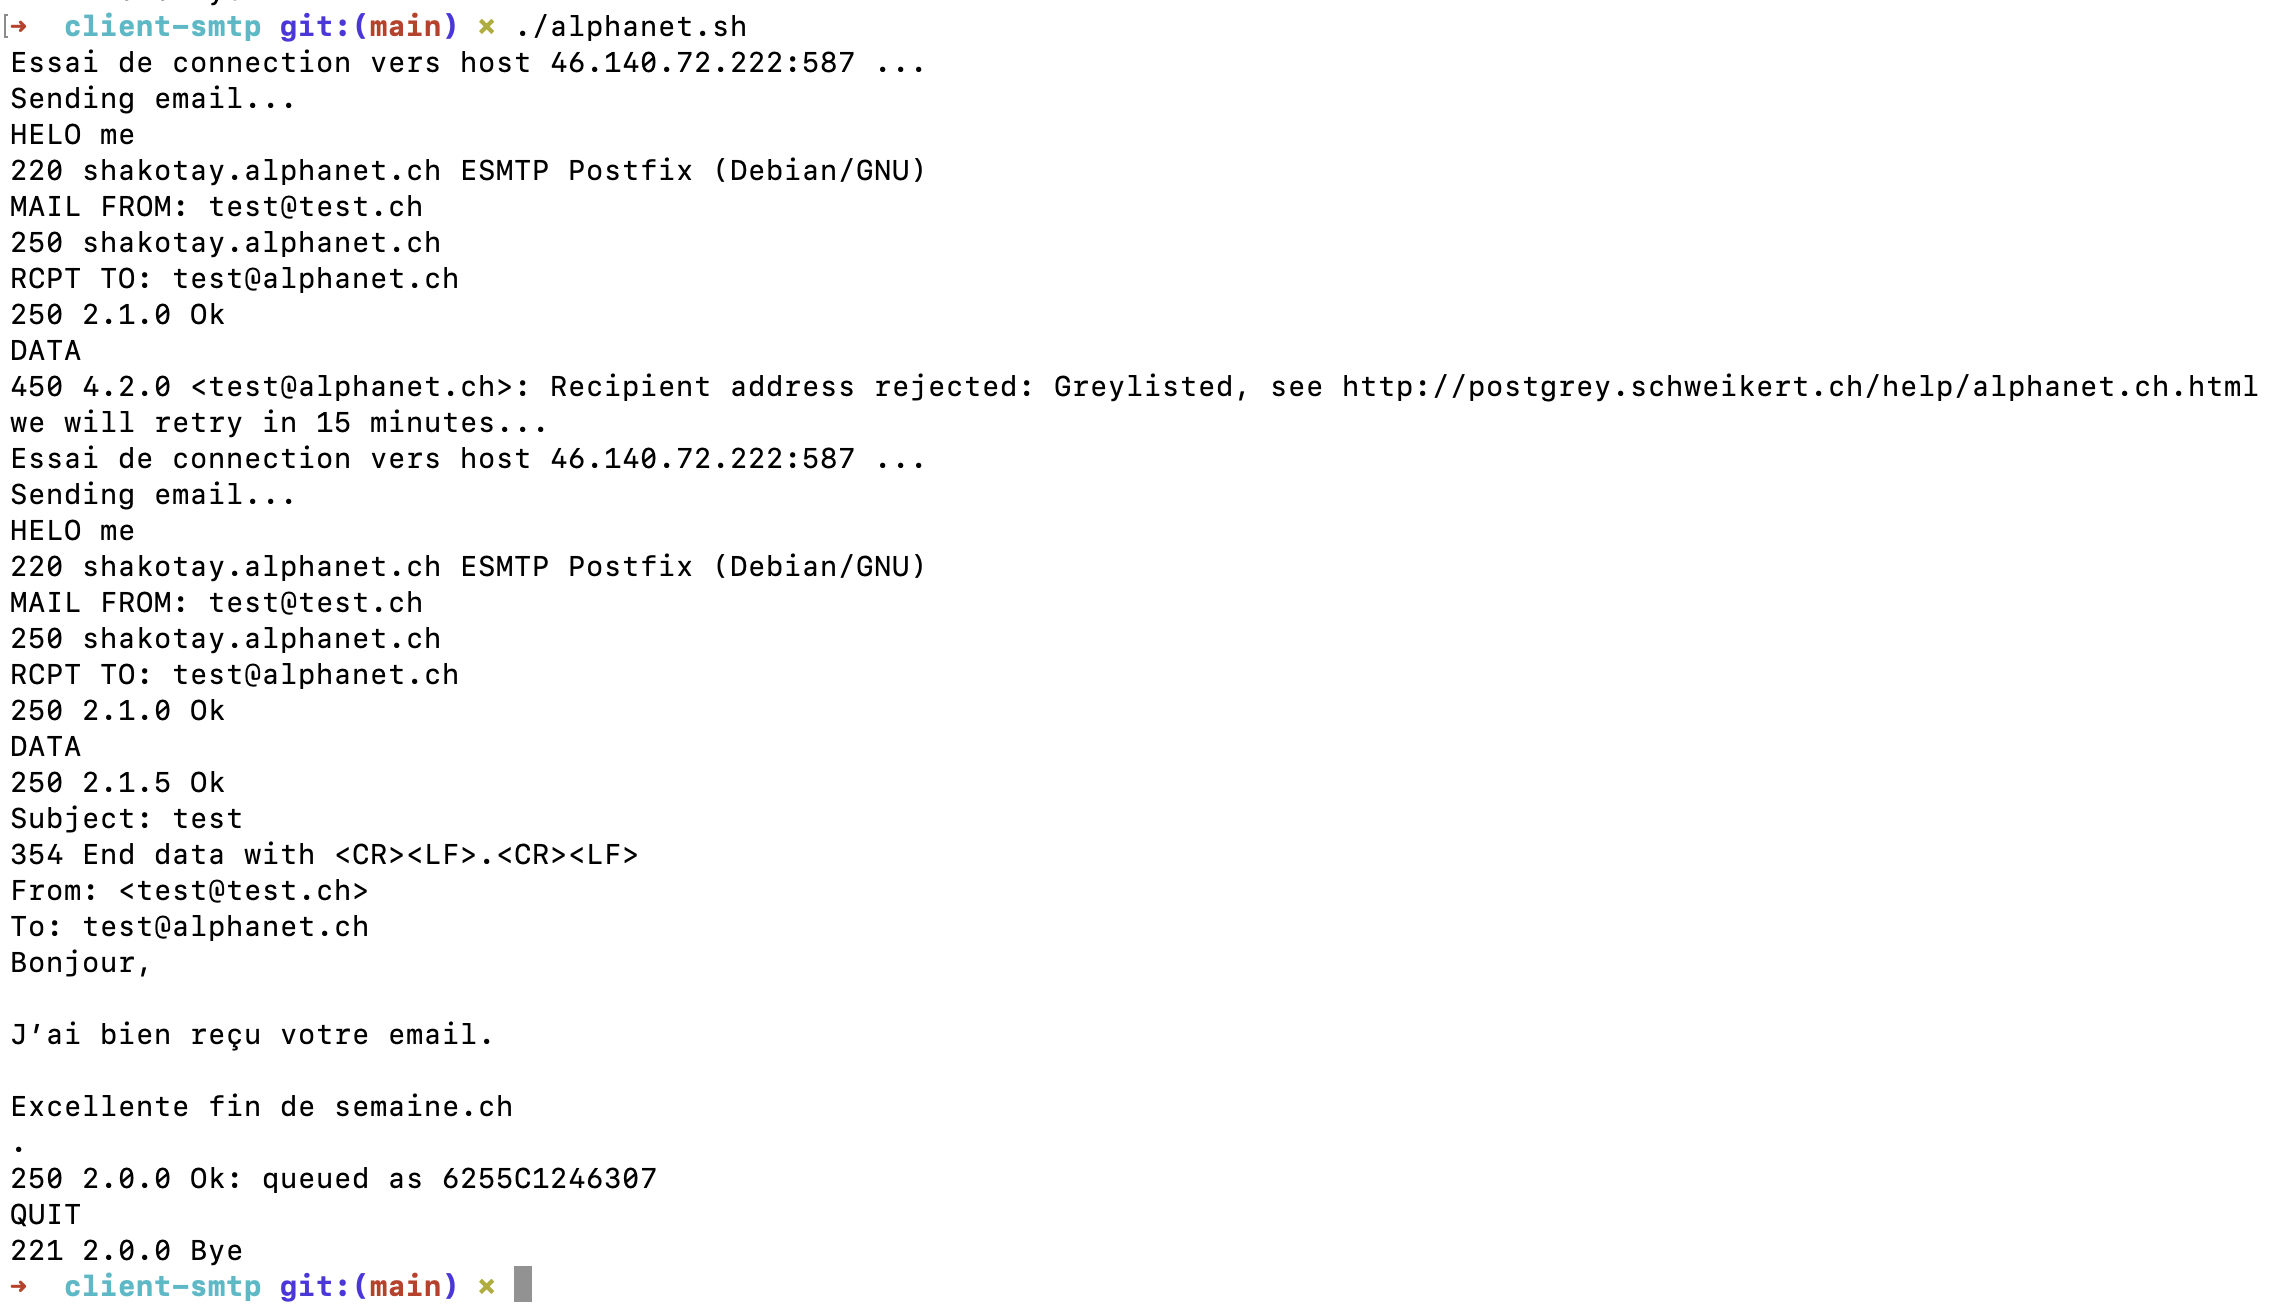 [➜  client-smtp git:(main) × ./alphanet.sh
Essai de connection vers host 46.140.72.222:587 ...
Sending email...
HELO me
220 shakotay.alphanet.ch ESMTP Postfix (Debian/GNU)
MAIL FROM: test@test.ch
250 shakotay.alphanet.ch
RCPT TO: test@alphanet.ch
250 2.1.0 Ok
DATA
450 4.2.0 <test@alphanet.ch>: Recipient address rejected: Greylisted, see http://postgrey.schweikert.ch/help/alphanet.ch.html
we will retry in 15 minutes...
Essai de connection vers host 46.140.72.222:587 ...
Sending email...
HELO me
220 shakotay.alphanet.ch ESMTP Postfix (Debian/GNU)
MAIL FROM: test@test.ch
250 shakotay.alphanet.ch
RCPT TO: test@alphanet.ch
250 2.1.0 Ok
DATA
250 2.1.5 Ok
Subject: test
354 End data with <CR><LF>.<CR><LF>
From: <test@test.ch>
To: test@alphanet.ch
Bonjour,
J’ai bien reçu votre email.
Excellente fin de semaine.ch
.
250 2.0.0 Ok: queued as 6255C1246307
QUIT
221 2.0.0 Bye
➜  client-smtp git:(main) ×